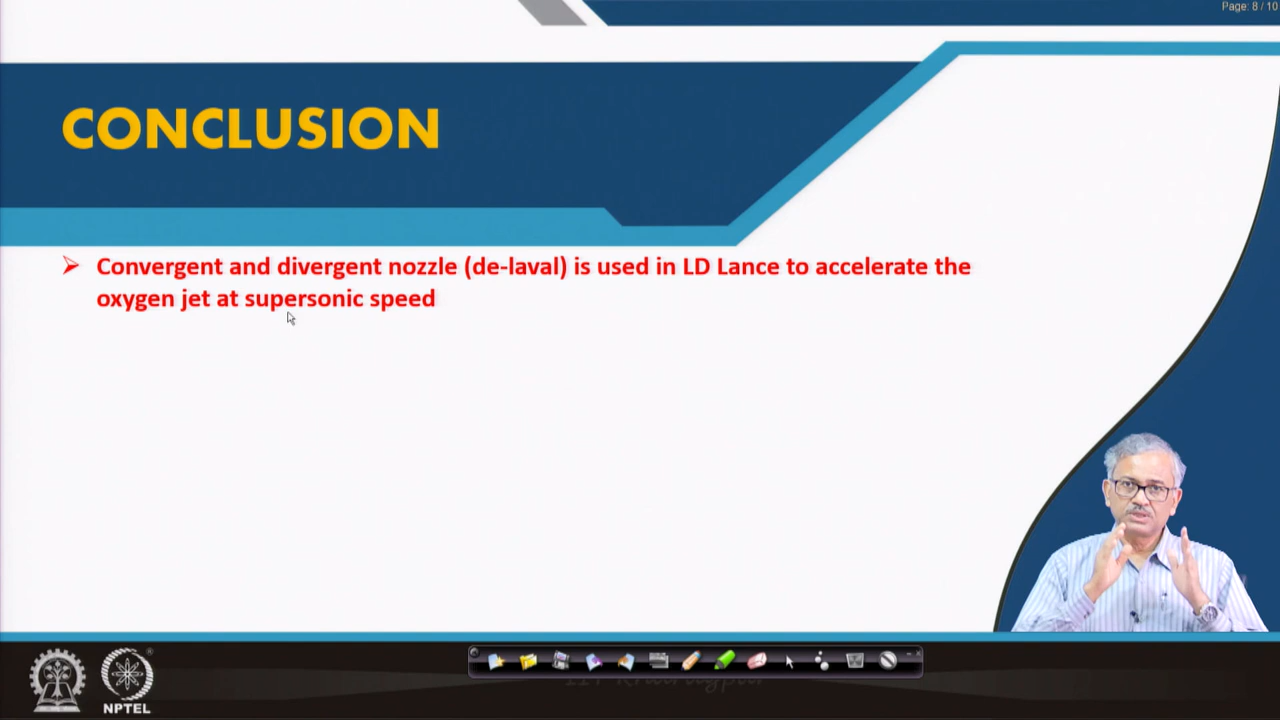 Page: 8 / 10
CONCLUSION
➢ Convergent and divergent nozzle (de-laval) is used in LD Lance to accelerate the
oxygen jet at supersonic speed
NPTEL